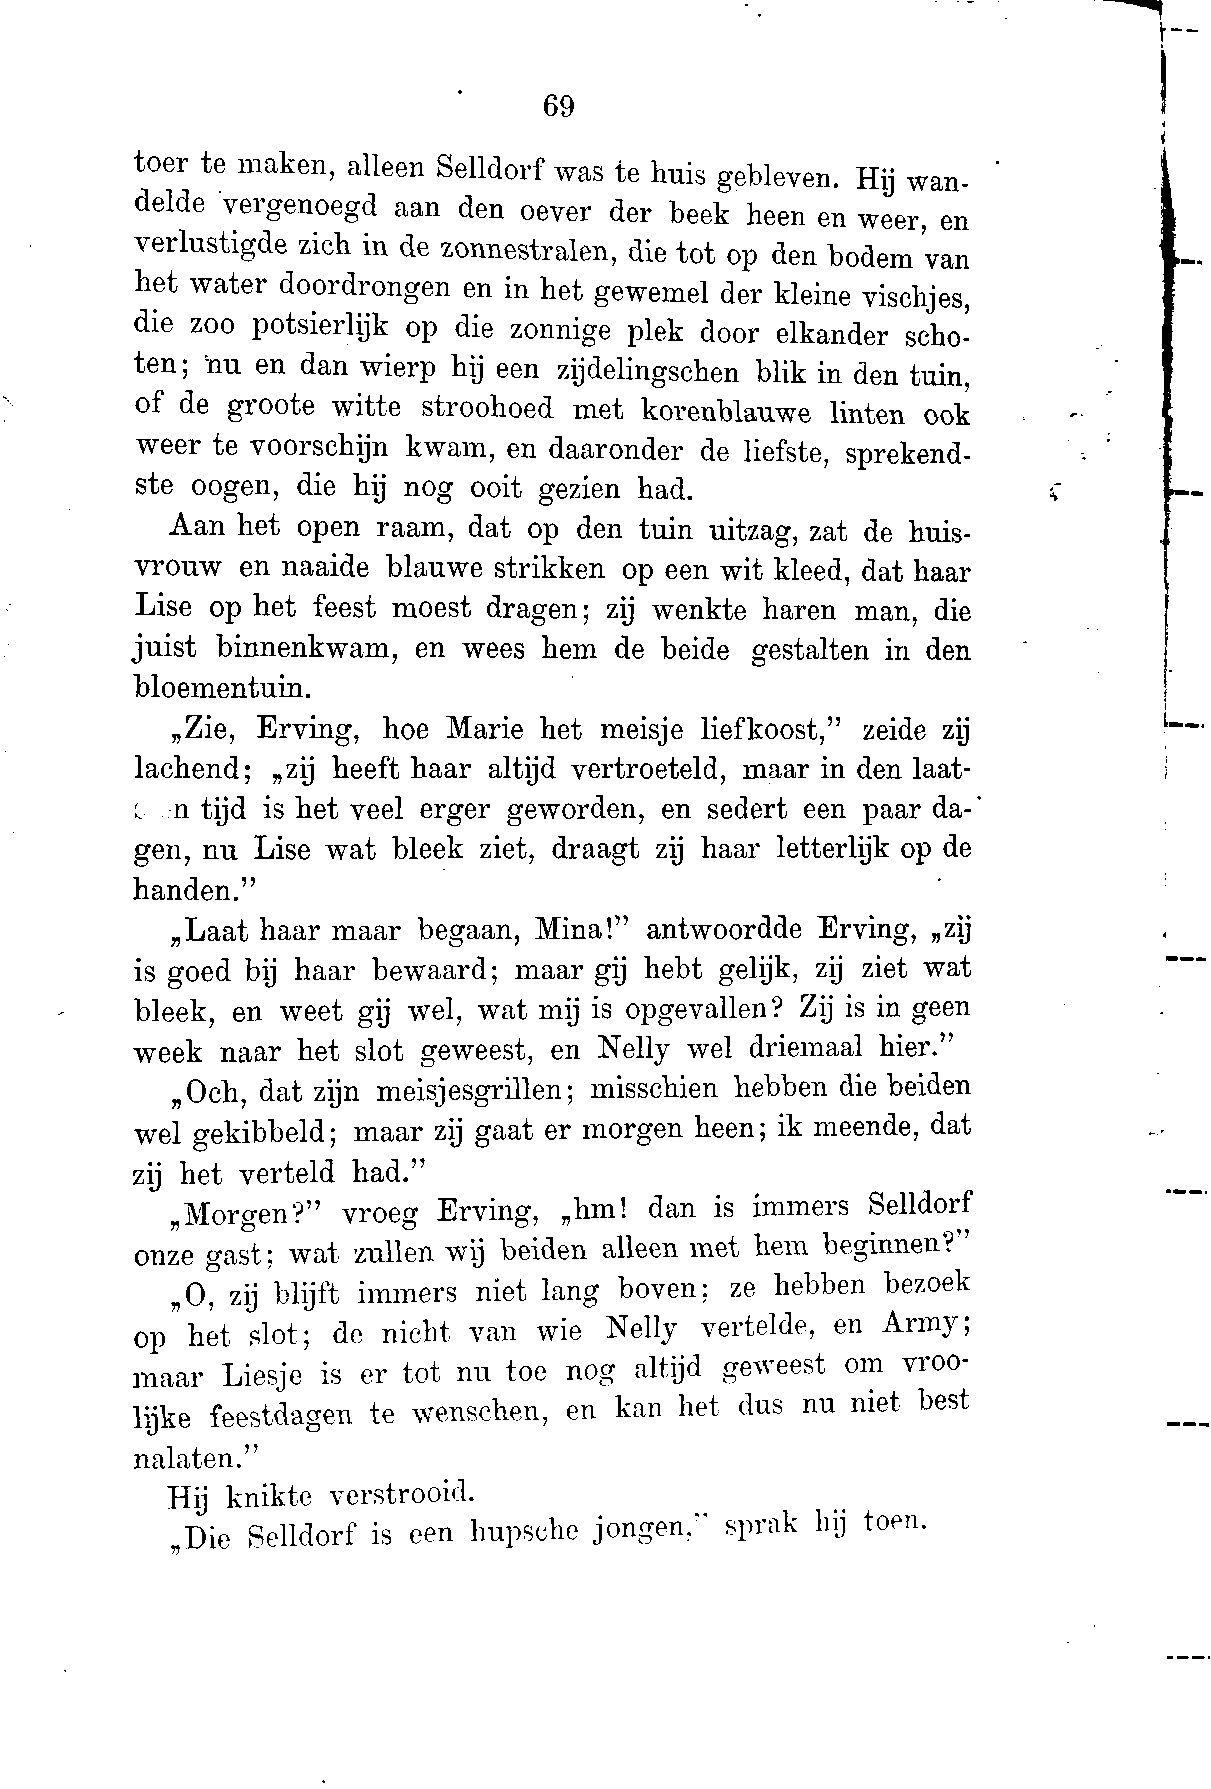 69
toer te maken, alleen Selldorf was te huis gebleven. Hij wan-
delde vergenoegd aan den oever der beek heen en weer, en
verlustigde zich in de zonnestralen, die tot op den bodem van
het water doordrongen en in het gewemel der kleine vischjes,
die zoo potsierlijk op die zonnige plek door elkander scho-
ten; nu en dan wierp hij een zijdelingschen blik in den tuin,
of de groote witte stroohoed met korenblauwe linten ook
weer te voorschijn kwam, en daaronder de liefste, sprekend-
ste oogen, die hij nog ooit gezien had.
Aan het open raam, dat op den tuin uitzag, zat de huis-
vrouw en naaide blauwe strikken op een wit kleed, dat haar
Lise op het feest moest dragen; zij wenkte haren man, die
juist binnenkwam, en wees hem de beide gestalten in den
bloementuin.
„Zie, Erving, hoe Marie het meisje liefkoost,” zeide zij
lachend; „zij heeft haar altijd vertroeteld, maar in den laat-
n tijd is het veel erger geworden, en sedert een paar da-
gen, nu Lise wat bleek ziet, draagt zij haar letterlijk op de
handen.”
„Laat haar maar begaan, Mina!” antwoordde Erving, „zij
is goed bij haar bewaard; maar gij hebt gelijk, zij ziet wat
bleek, en weet gij wel, wat mij is opgevallen? Zij is in geen
week naar het slot geweest, en Nelly wel driemaal hier.”
„Och, dat zijn meisjesgrillen; misschien hebben die beiden
wel gekibbeld; maar zij gaat er morgen heen; ik meende, dat
zij het verteld had.”
„Morgen?” vroeg Erving, „hm! dan is immers Selldorf
onze gast; wat zullen wij beiden alleen met hem beginnen?”
„O, zij blijft immers niet lang boven; ze hebben bezoek
op het slot; de nicht van wie Nelly vertelde, en Army;
maar Liesje is er tot nu toe nog altijd geweest om vroo-
lijke feestdagen te wenschen, en kan het dus nu niet best
nalaten.”
Hij knikte verstrooid.
„Die Selldorf is een hupsche jongen,” sprak hij toen.